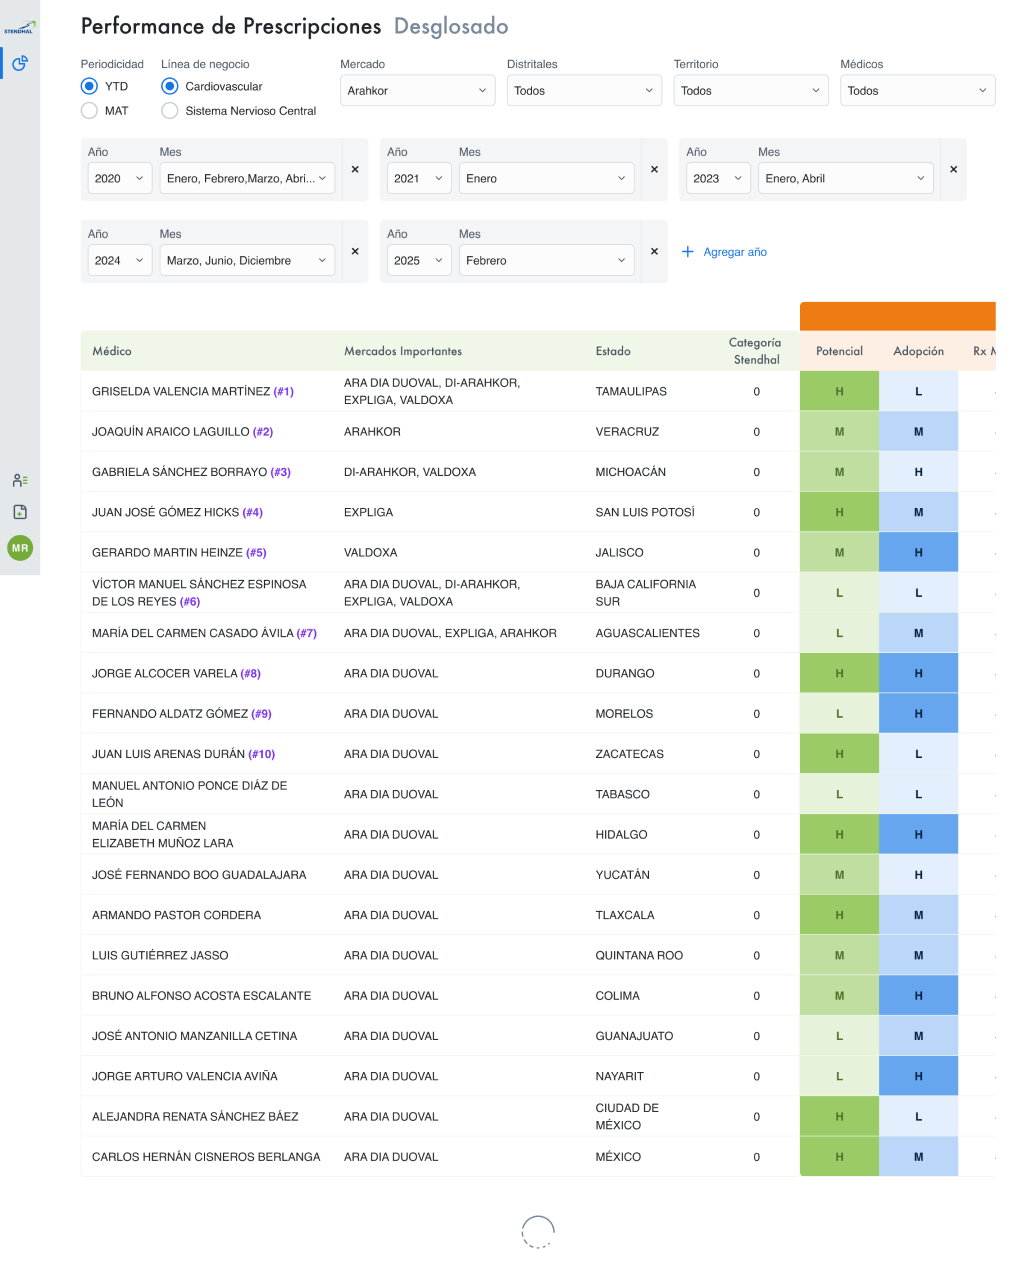 STENDHAL
Performance de Prescripciones Desglosado
Periodicidad
YTD
MAT
Línea de negocio
Cardiovascular
Sistema Nervioso Central
Mercado
Arahkor
Distritales
Todos
Territorio
Todos
Médicos
Todos
Año Mes
2020 Enero, Febrero,Marzo, Abri...
Año Mes
2021 Enero
Año Mes
2023 Enero, Abril
Año Mes
2024 Marzo, Junio, Diciembre
Año Mes
2025 Febrero
Agregar año
Médico Mercados Importantes Estado Categoría Stendhal Potencial Adopción Rx
GRISELDA VALENCIA MARTÍNEZ (#1) ARA DIA DUOVAL, DI-ARAHKOR, EXPLIGA, VALDOXA TAMAULIPAS 0 H L
JOAQUÍN ARAICO LAGUILLO (#2) ARAHKOR VERACRUZ 0 M M
GABRIELA SÁNCHEZ BORRAYO (#3) DI-ARAHKOR, VALDOXA MICHOACÁN 0 M H
JUAN JOSÉ GÓMEZ HICKS (#4) EXPLIGA SAN LUIS POTOSÍ 0 H M
GERARDO MARTIN HEINZE (#5) VALDOXA JALISCO 0 M H
VÍCTOR MANUEL SÁNCHEZ ESPINOSA DE LOS REYES (#6) ARA DIA DUOVAL, DI-ARAHKOR, EXPLIGA, VALDOXA BAJA CALIFORNIA SUR 0 L L
MARÍA DEL CARMEN CASADO ÁVILA (#7) ARA DIA DUOVAL, EXPLIGA, ARAHKOR AGUASCALIENTES 0 L M
JORGE ALCOCER VARELA (#8) ARA DIA DUOVAL DURANGO 0 H H
FERNANDO ALDATZ GÓMEZ (#9) ARA DIA DUOVAL MORELOS 0 L H
JUAN LUIS ARENAS DURÁN (#10) ARA DIA DUOVAL ZACATECAS 0 H L
MANUEL ANTONIO PONCE DIÁZ DE LEÓN ARA DIA DUOVAL TABASCO 0 L L
MARÍA DEL CARMEN ELIZABETH MUÑOZ LARA ARA DIA DUOVAL HIDALGO 0 H H
JOSÉ FERNANDO BOO GUADALAJARA ARA DIA DUOVAL YUCATÁN 0 M H
ARMANDO PASTOR CORDERA ARA DIA DUOVAL TLAXCALA 0 H M
LUIS GUTIÉRREZ JASSO ARA DIA DUOVAL QUINTANA ROO 0 M M
BRUNO ALFONSO ACOSTA ESCALANTE ARA DIA DUOVAL COLIMA 0 M H
JOSÉ ANTONIO MANZANILLA CETINA ARA DIA DUOVAL GUANAJUATO 0 L M
JORGE ARTURO VALENCIA AVIÑA ARA DIA DUOVAL NAYARIT 0 L H
ALEJANDRA RENATA SÁNCHEZ BÁEZ ARA DIA DUOVAL CIUDAD DE MÉXICO 0 H L
CARLOS HERNÁN CISNEROS BERLANGA ARA DIA DUOVAL MÉXICO 0 H M
MR